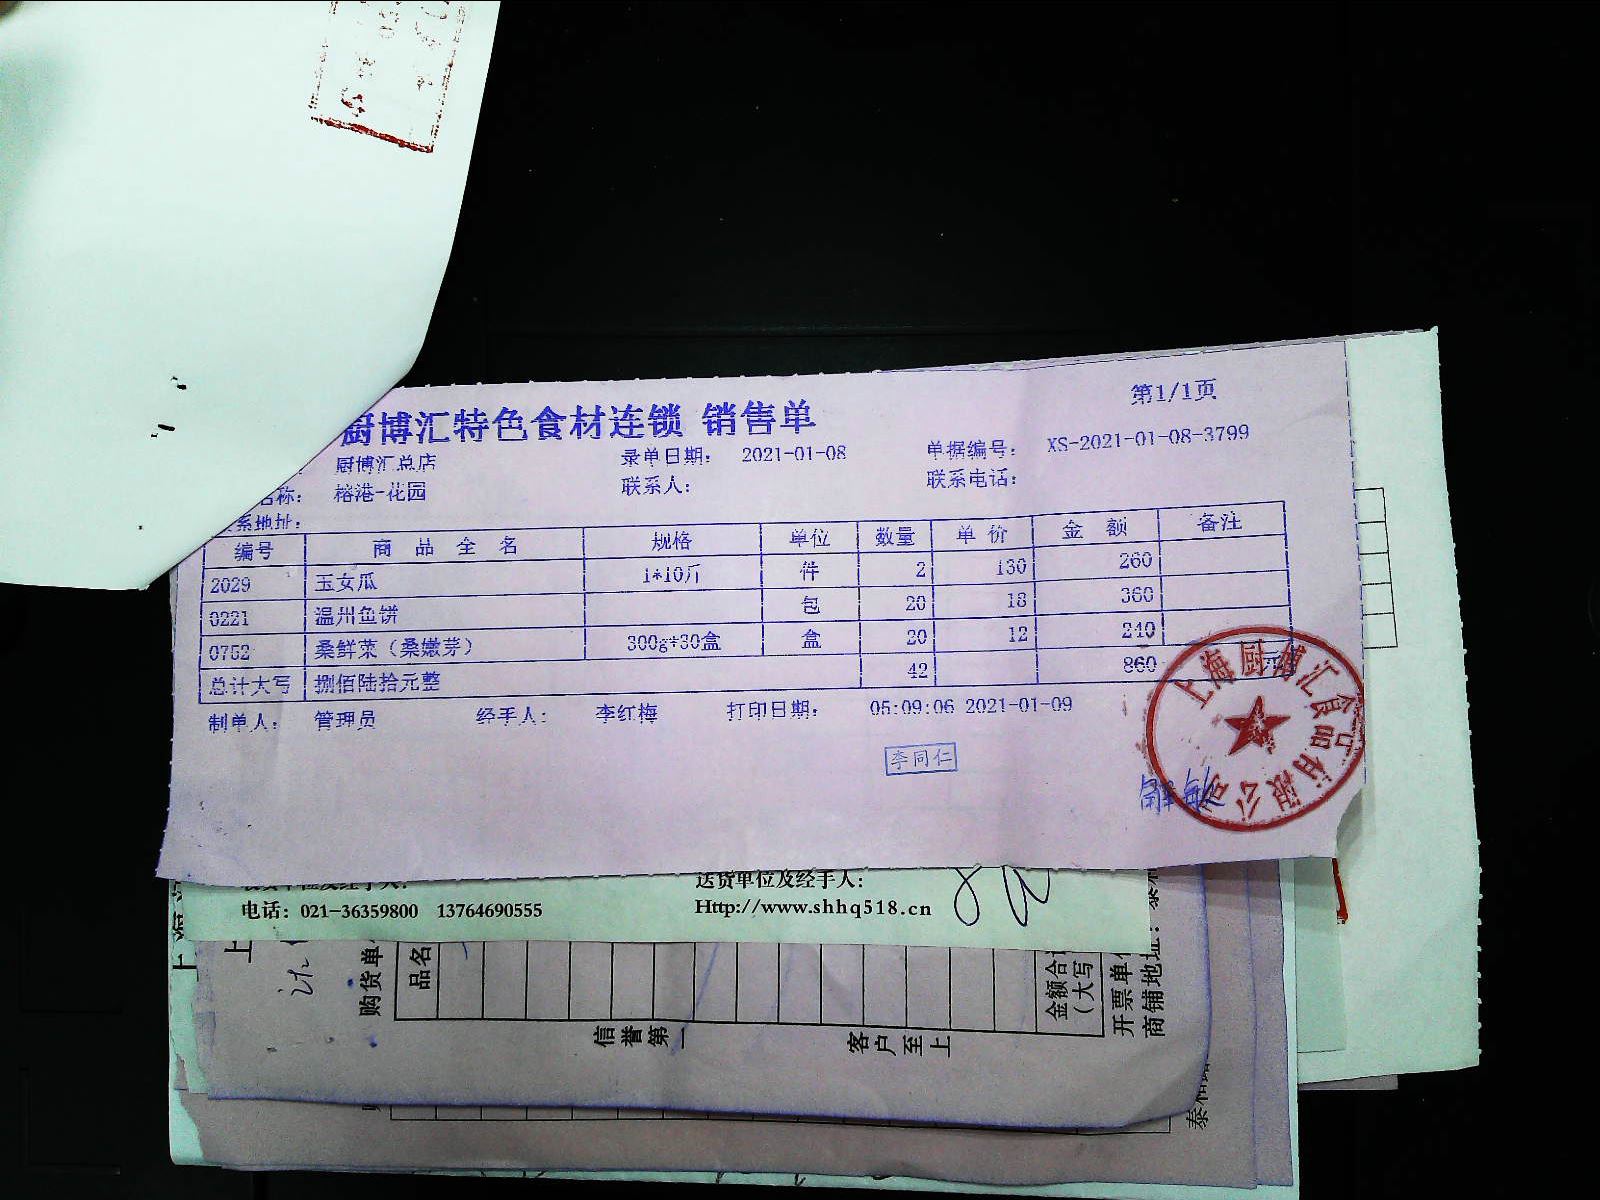 第1/1页
厨博汇特色食材连锁 销售单
厨博汇总店 录单日期: 2021-01-08 单据编号: XS-2021-01-08-3799
名称: 榕港-花园 联系人: 联系电话:
系地址:
编号 商 品 全 名 规格 单位 数量 单 价 金 额 备注
2029 玉女瓜 1*10斤 件 2 130 260
0221 温州鱼饼 包 20 18 360
0752 桑鲜菜（桑嫩芽） 300g*30盒 盒 20 12 240
总计大写 捌佰陆拾元整 42 860 元
制单人: 管理员 经手人: 李红梅 打印日期: 05:09:06 2021-01-09
李同仁
上海厨博汇食品有限公司
送货单位及经手人:
电话: 021-36359800 13764690555 Http://www.shhq518.cn
购货单
品名
金额合计
(大写
开票单
商铺地址:
信誉第一
客户至上